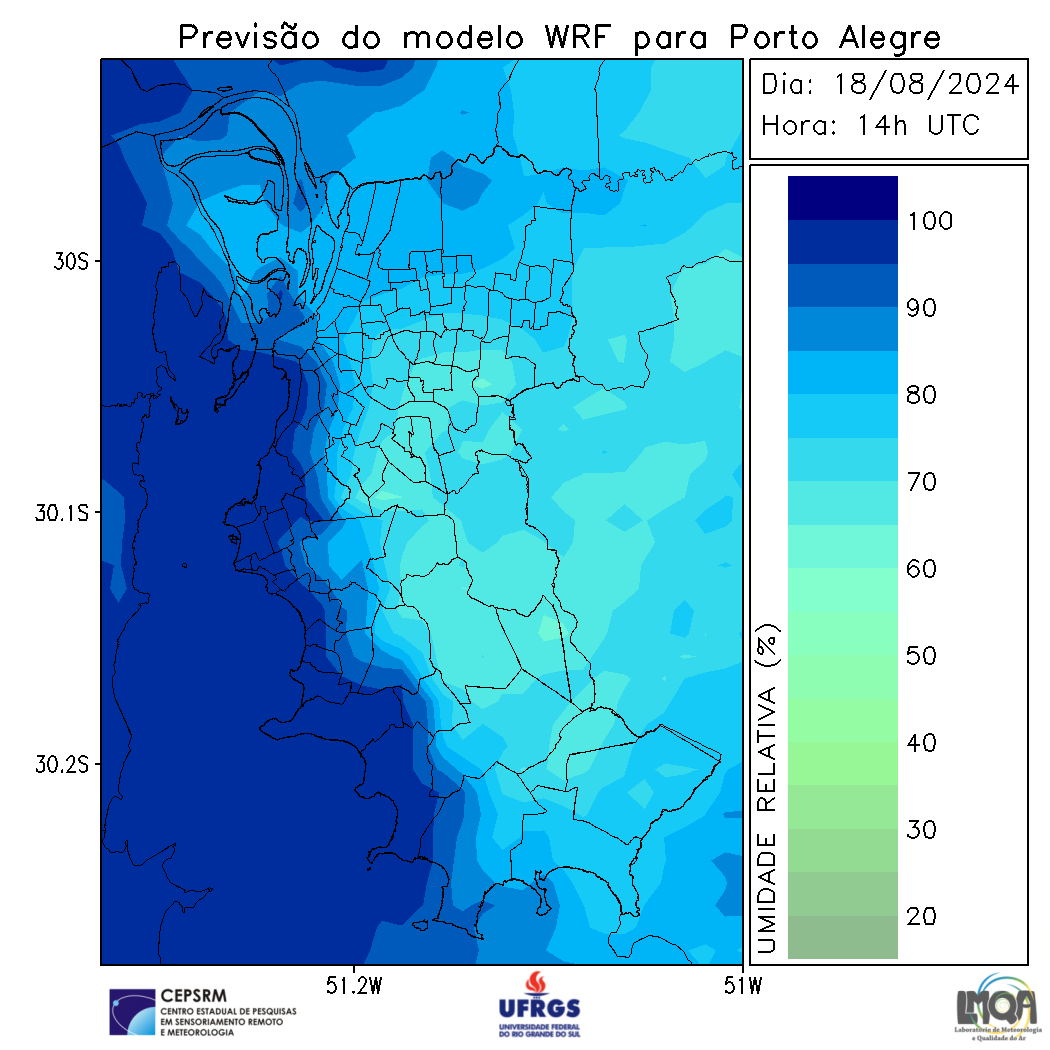 Previsão do modelo WRF para Porto Alegre
Dia: 18/08/2024
Hora: 14h UTC
30S
30.1S
30.2S
51.2W
51W
UMIDADE RELATIVA (%)
100
90
80
70
60
50
40
30
20
CEPSRM
CENTRO ESTADUAL DE PESQUISAS
EM SENSORIAMENTO REMOTO
E METEOROLOGIA
UFRGS
UNIVERSIDADE FEDERAL
DO RIO GRANDE DO SUL
LMQA
Laboratório de Meteorologia
e Qualidade do Ar